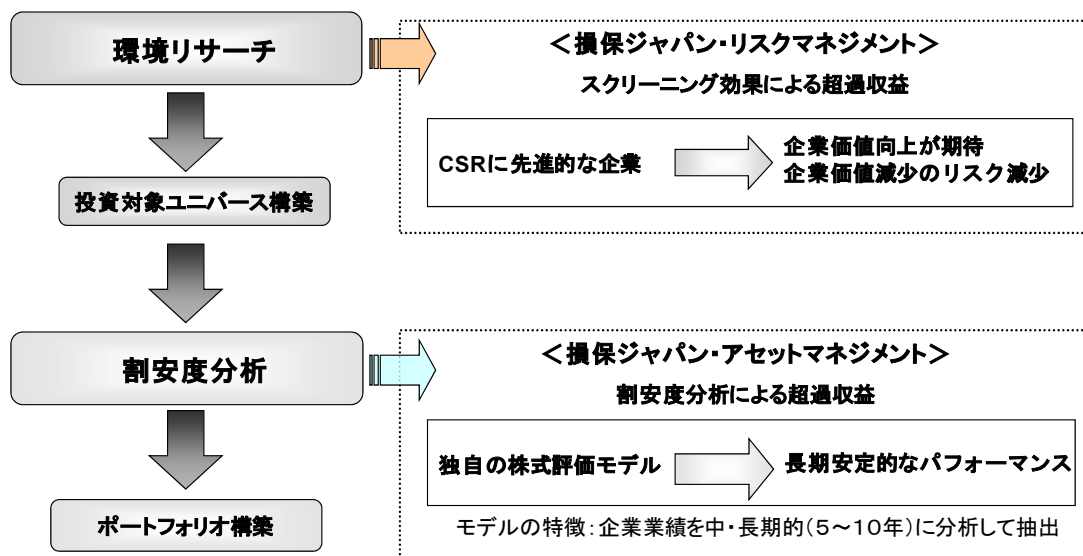 環境リサーチ
<損保ジャパン・リスクマネジメント>
スクリーニング効果による超過収益
CSRに先進的な企業
企業価値向上が期待
企業価値減少のリスク減少
投資対象ユニバース構築
割安度分析
<損保ジャパン・アセットマネジメント>
割安度分析による超過収益
独自の株式評価モデル
長期安定的なパフォーマンス
ポートフォリオ構築
モデルの特徴:企業業績を中・長期的(5~10年)に分析して抽出